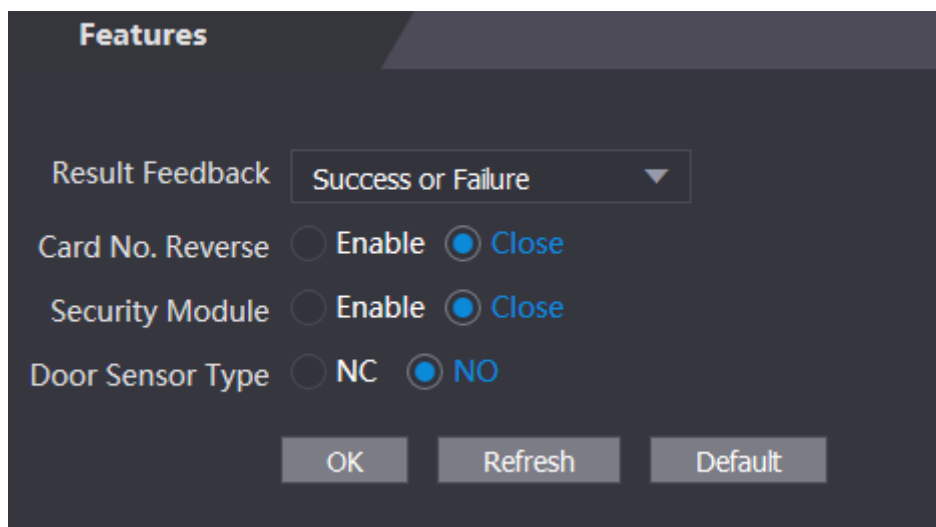 Features
Result Feedback Success or Failure
Card No. Reverse Enable Close
Security Module Enable Close
Door Sensor Type NC NO
OK Refresh Default